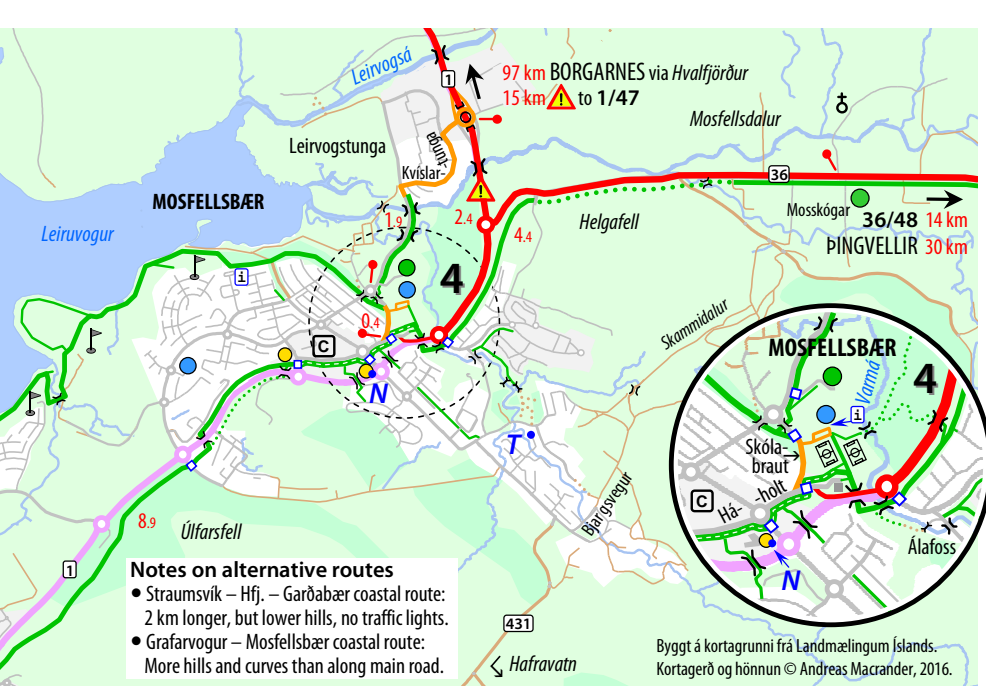 Leirvogsá
1
97 km BORGARNES via Hvalfjörður
15 km ! to 1/47
Mosfellsdalur
Leirvogstunga
Kvíslar-
tunga
36
MOSFELLSBÆR
Mosskógar
36/48 14 km
ÞINGVELLIR 30 km
Leiruvogur
1.9
2.4
4.4
Helgafell
i
4
0.4
C
Skammidalur
N
T
Bjargsvegur
MOSFELLSBÆR
4
Varmá
i
Skóla-
braut
C
Há-
-holt
N
Álafoss
8.9
Úlfarsfell
1
Notes on alternative routes
• Straumsvík – Hfj. – Garðabær coastal route:
2 km longer, but lower hills, no traffic lights.
• Grafarvogur – Mosfellsbær coastal route:
More hills and curves than along main road.
431
Hafravatn
Byggt á kortagrunni frá Landmælingum Íslands.
Kortagerð og hönnun © Andreas Macrander, 2016.